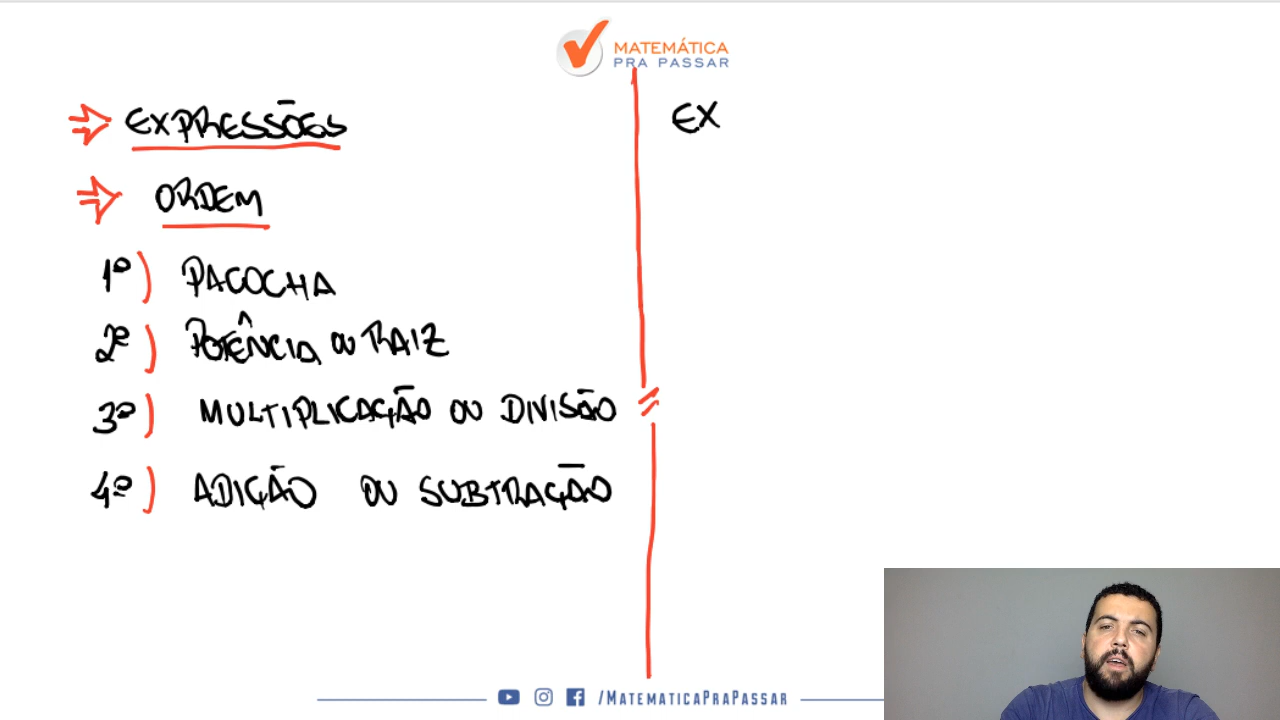 MATEMÁTICA
PRA PASSAR
EXPRESSÕES
ORDEM
1º) PACOCHA
2º) POTÊNCIA OU RAIZ
3º) MULTIPLICAÇÃO OU DIVISÃO
4º) ADIÇÃO OU SUBTRAÇÃO
EX
/MATEMATICAPRAPASSAR